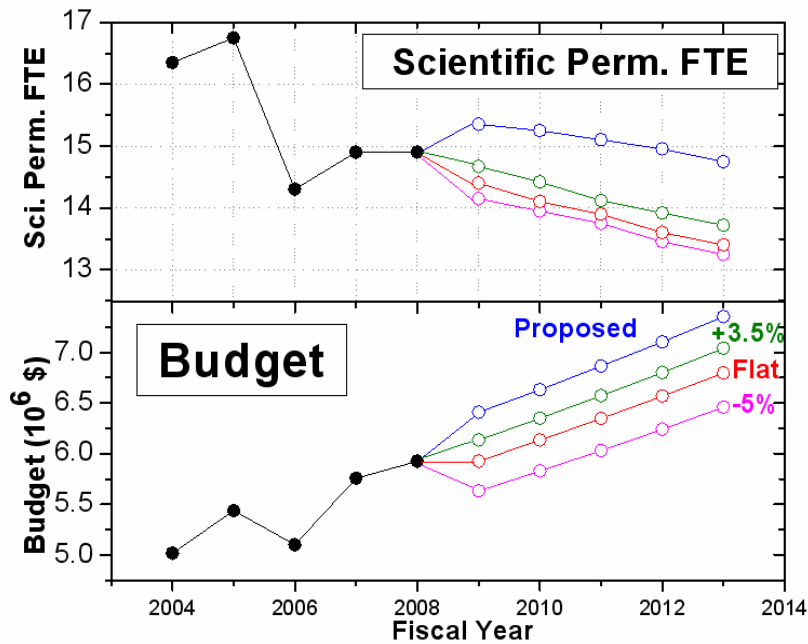 17
16
15
14
13
Sci. Perm. FTE
Scientific Perm. FTE
7.0
6.5
6.0
5.5
5.0
Budget (10⁶ $)
Budget
Proposed
+3.5%
Flat
-5%
2004 2006 2008 2010 2012 2014
Fiscal Year